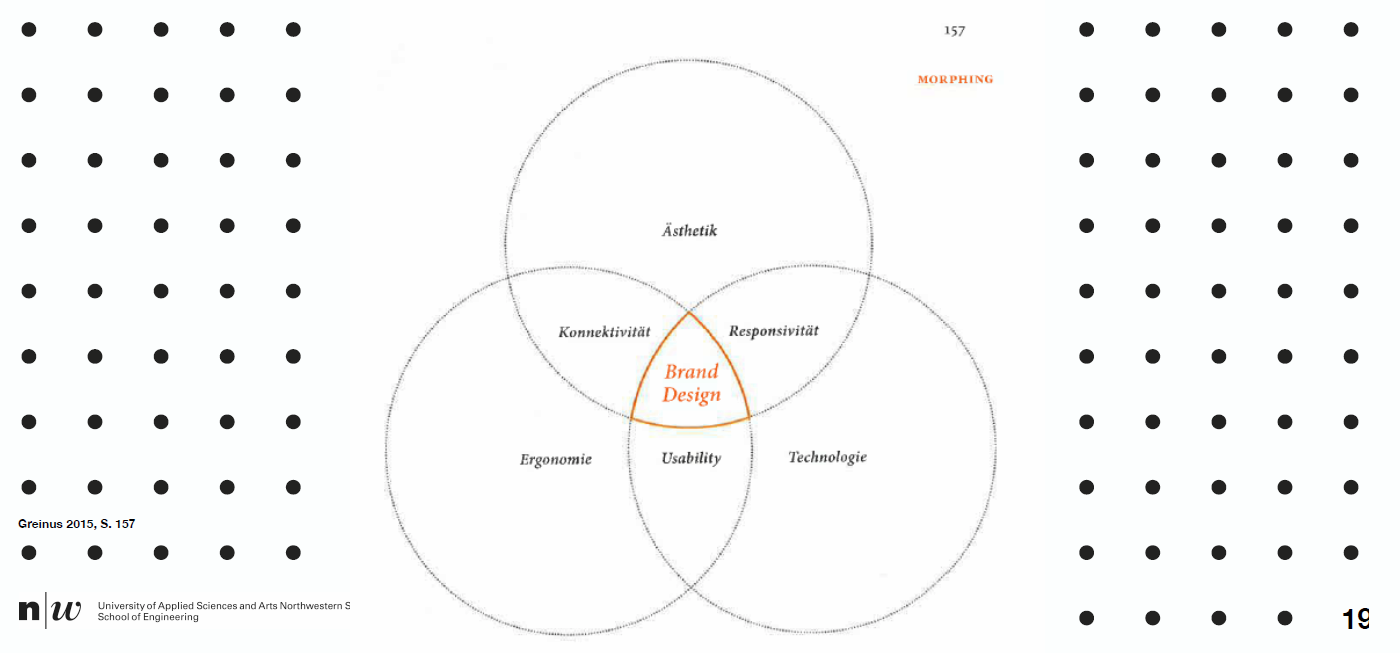 157
MORPHING
Ästhetik
Konnektivität
Responsivität
Brand
Design
Ergonomie
Usability
Technologie
Greinus 2015, S. 157
n|w
University of Applied Sciences and Arts Northwestern S
School of Engineering
19